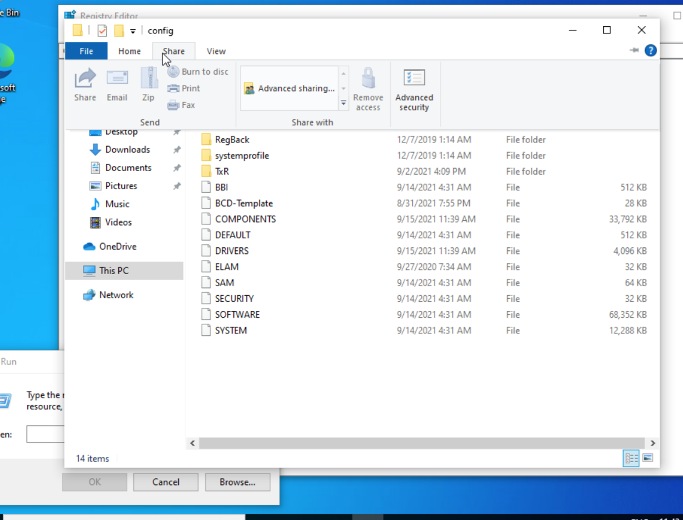 e Bin
Registry Editor
config
File Home Share View
Share Email Zip Burn to disc Print Fax
Send
Advanced sharing...
Remove access
Advanced security
Share with
soft
e
Desktop
Downloads
Documents
Pictures
Music
Videos
OneDrive
This PC
Network
RegBack 12/7/2019 1:14 AM File folder
systemprofile 12/7/2019 1:14 AM File folder
TxR 9/2/2021 4:09 PM File folder
BBI 9/14/2021 4:31 AM File 512 KB
BCD-Template 8/31/2021 7:55 PM File 28 KB
COMPONENTS 9/15/2021 11:39 AM File 33,792 KB
DEFAULT 9/14/2021 4:31 AM File 512 KB
DRIVERS 9/15/2021 11:39 AM File 4,096 KB
ELAM 9/27/2020 7:34 AM File 32 KB
SAM 9/14/2021 4:31 AM File 64 KB
SECURITY 9/14/2021 4:31 AM File 32 KB
SOFTWARE 9/14/2021 4:31 AM File 68,352 KB
SYSTEM 9/14/2021 4:31 AM File 12,288 KB
14 items
Run
Type the
resource,
en:
OK Cancel Browse...